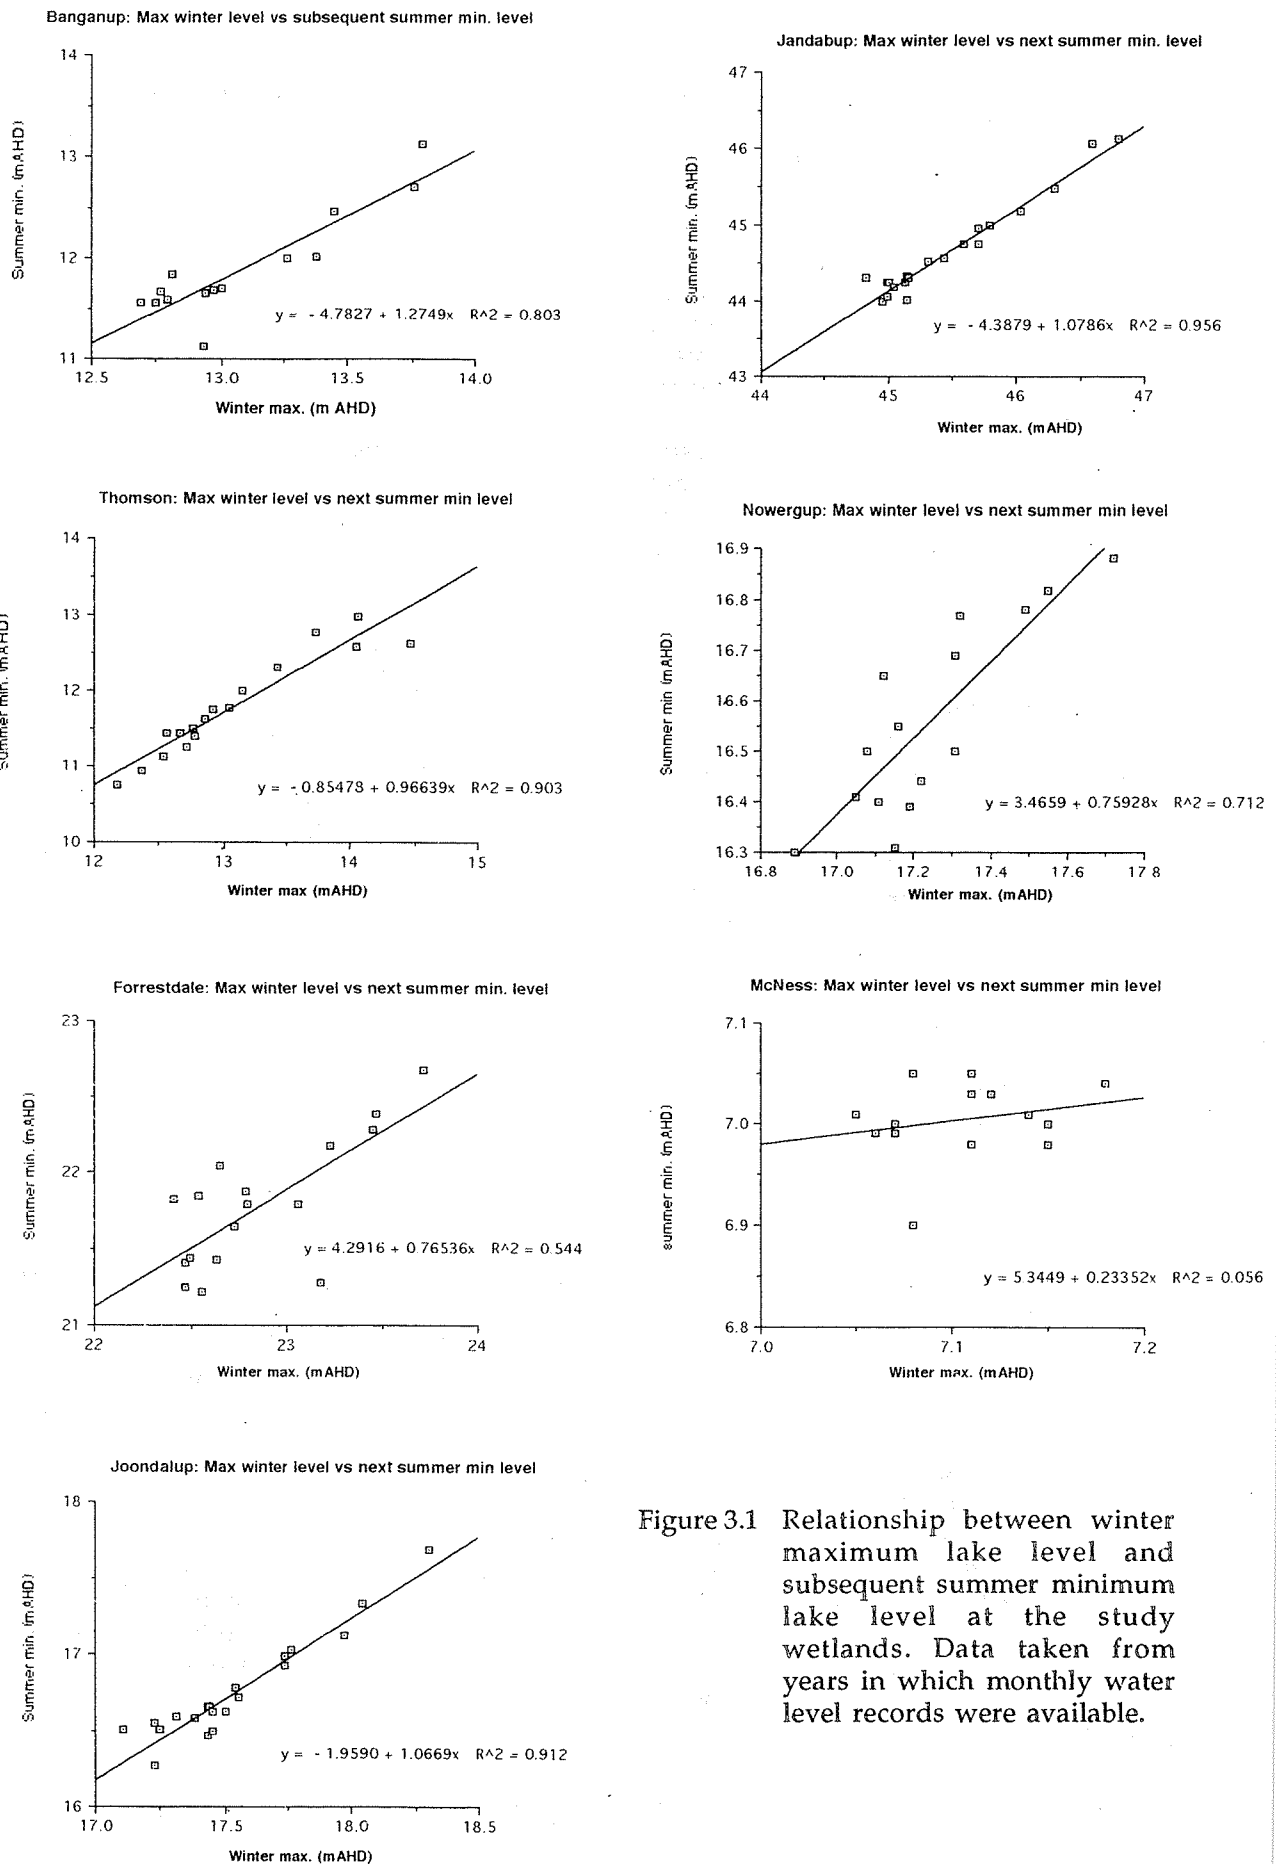 Banganup: Max winter level vs subsequent summer min. level
Summer min. (mAHD)
14
13
12
11
y = - 4.7827 + 1.2749x R^2 = 0.803
12.5 13.0 13.5 14.0
Winter max. (m AHD)
Jandabup: Max winter level vs next summer min. level
Summer min. (mAHD)
47
46
45
44
43
y = - 4.3879 + 1.0786x R^2 = 0.956
44 45 46 47
Winter max. (mAHD)
Thomson: Max winter level vs next summer min level
Summer min. (mAHD)
14
13
12
11
10
y = - 0.85478 + 0.96639x R^2 = 0.903
12 13 14 15
Winter max (mAHD)
Nowergup: Max winter level vs next summer min level
Summer min (mAHD)
16.9
16.8
16.7
16.6
16.5
16.4
16.3
y = 3.4659 + 0.75928x R^2 = 0.712
16.8 17.0 17.2 17.4 17.6 17.8
Winter max. (mAHD)
Forrestdale: Max winter level vs next summer min. level
Summer min. (mAHD)
23
22
21
y = 4.2916 + 0.76536x R^2 = 0.544
22 23 24
Winter max. (mAHD)
McNess: Max winter level vs next summer min level
summer min. (mAHD)
7.1
7.0
6.9
6.8
y = 5.3449 + 0.23352x R^2 = 0.056
7.0 7.1 7.2
Winter max. (mAHD)
Joondalup: Max winter level vs next summer min level
Summer min. (mAHD)
18
17
16
y = - 1.9590 + 1.0669x R^2 = 0.912
17.0 17.5 18.0 18.5
Winter max. (mAHD)
Figure 3.1 Relationship between winter
maximum lake level and
subsequent summer minimum
lake level at the study
wetlands. Data taken from
years in which monthly water
level records were available.